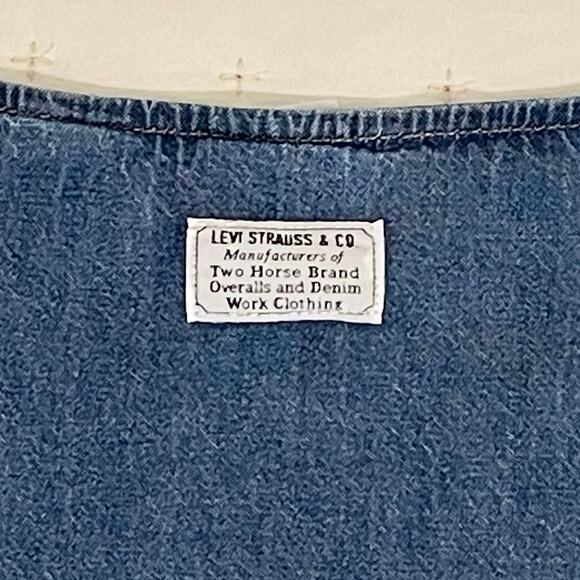 LEVI STRAUSS & CO
Manufacturers of
Two Horse Brand
Overalls and Denim
Work Clothing